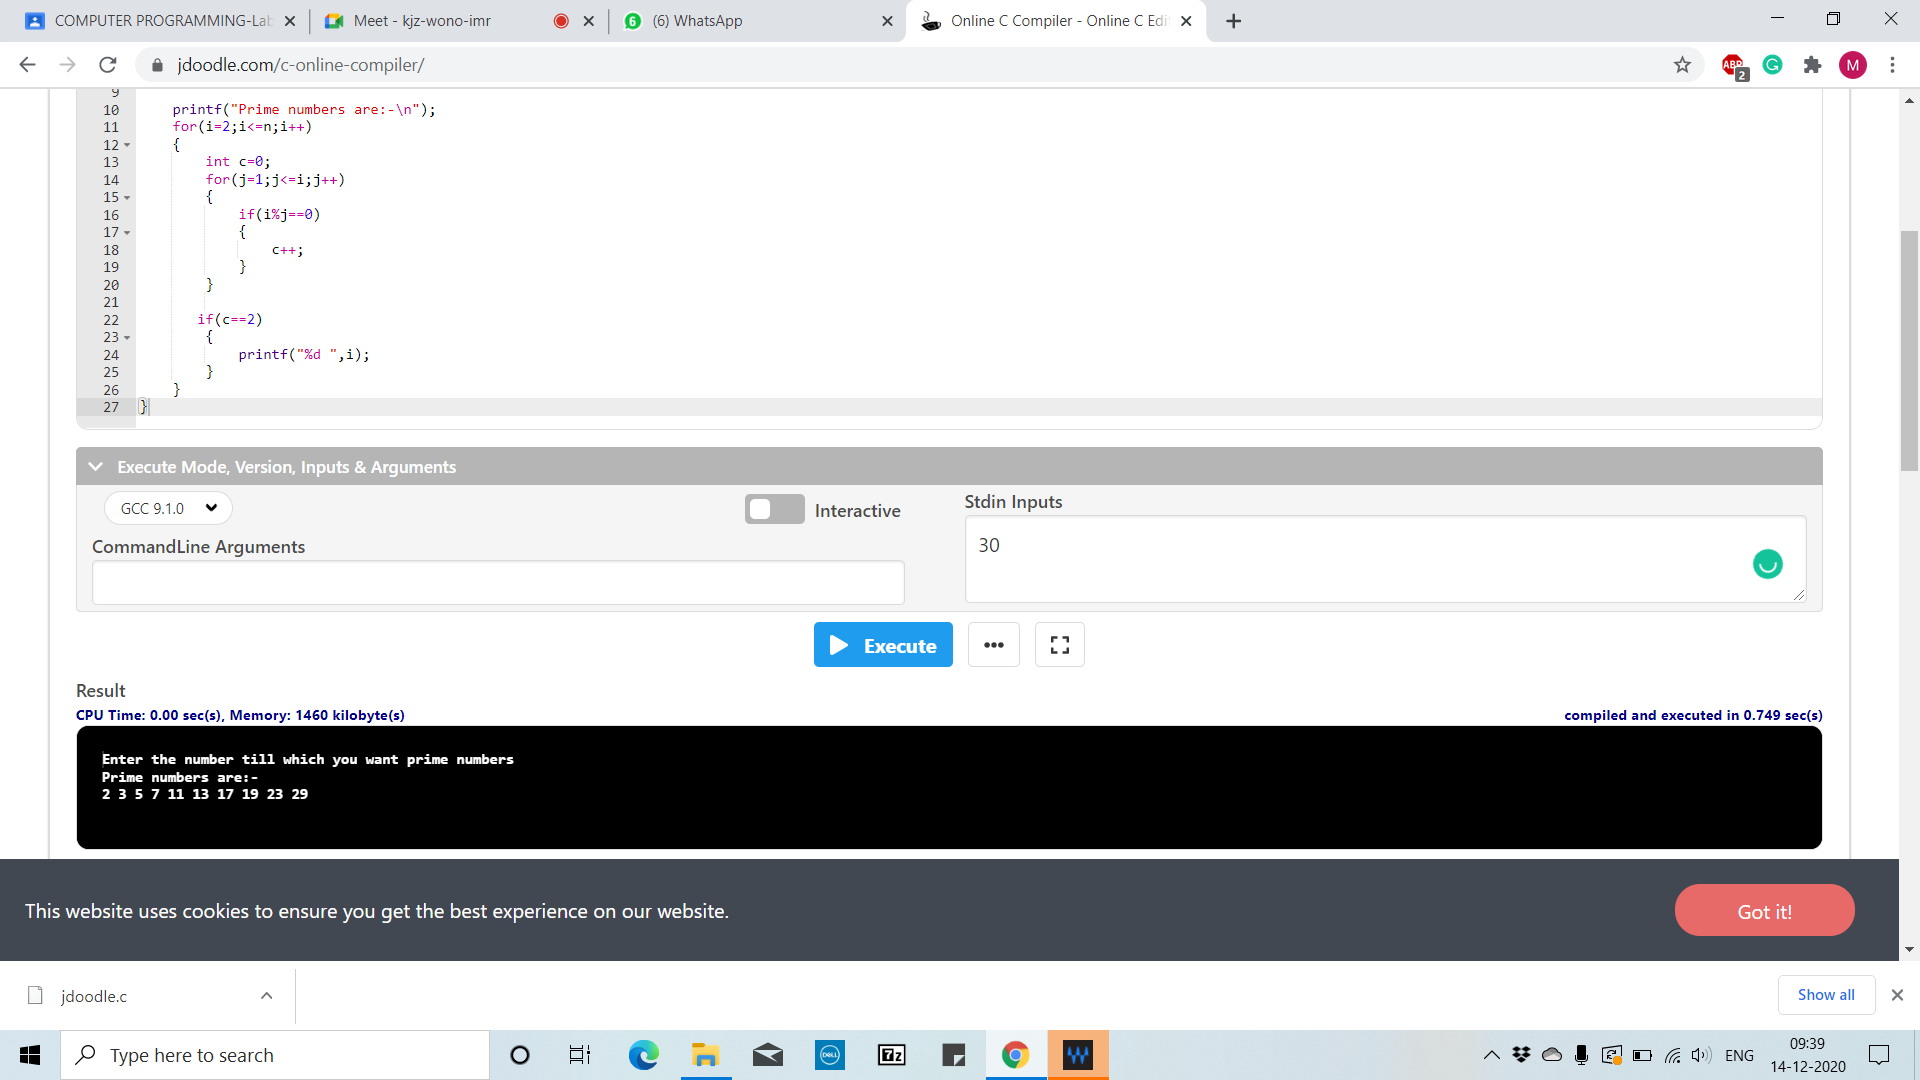 COMPUTER PROGRAMMING-Lab
Meet - kjz-wono-imr
6 (6) WhatsApp
Online C Compiler - Online C Edi
jdoodle.com/c-online-compiler/
ABP 2
G
M
9
10 printf("Prime numbers are:-\n");
11 for(i=2;i<=n;i++)
12 {
13 int c=0;
14 for(j=1;j<=i;j++)
15 {
16 if(i%j==0)
17 {
18 c++;
19 }
20 }
21
22 if(c==2)
23 {
24 printf("%d ",i);
25 }
26 }
27 }
Execute Mode, Version, Inputs & Arguments
GCC 9.1.0
Interactive
Stdin Inputs
CommandLine Arguments
30
Execute
Result
CPU Time: 0.00 sec(s), Memory: 1460 kilobyte(s)
compiled and executed in 0.749 sec(s)
Enter the number till which you want prime numbers
Prime numbers are:-
2 3 5 7 11 13 17 19 23 29
This website uses cookies to ensure you get the best experience on our website.
Got it!
jdoodle.c
Show all
Type here to search
DELL
7z
ENG
09:39
14-12-2020